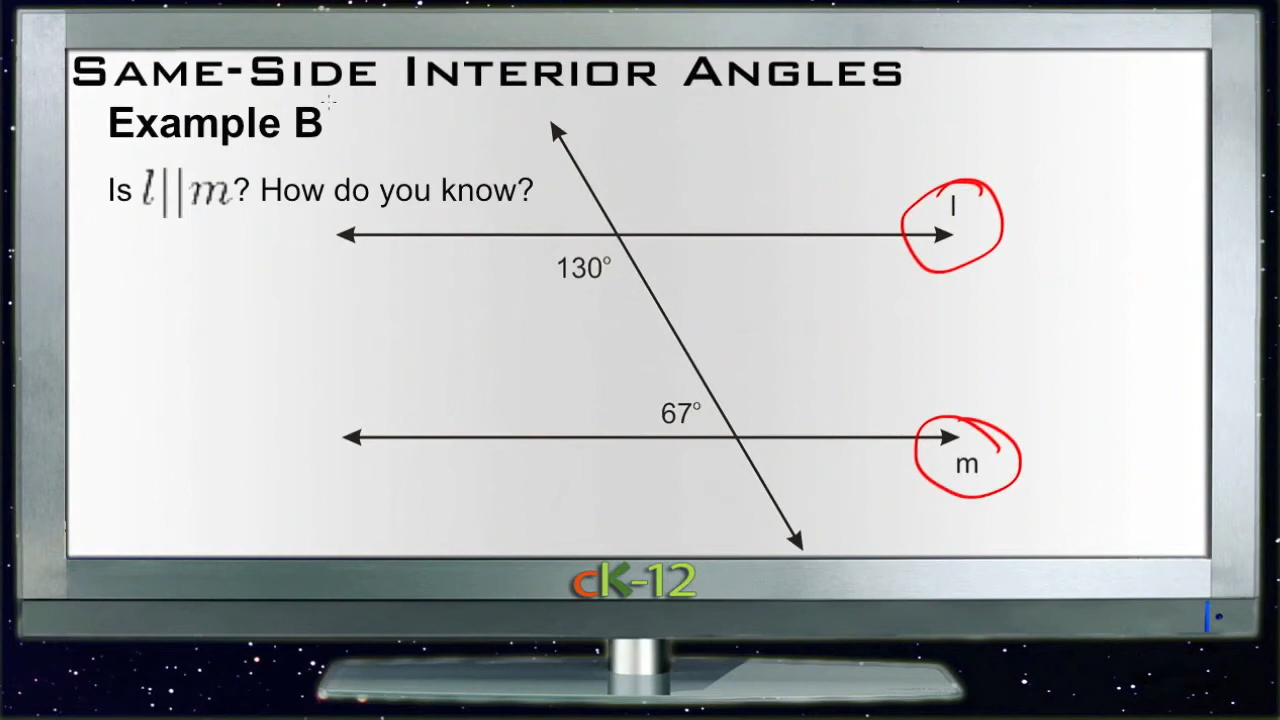 SAME-SIDE INTERIOR ANGLES
Example B
Is l||m? How do you know?
l
130°
67°
m
cK-12